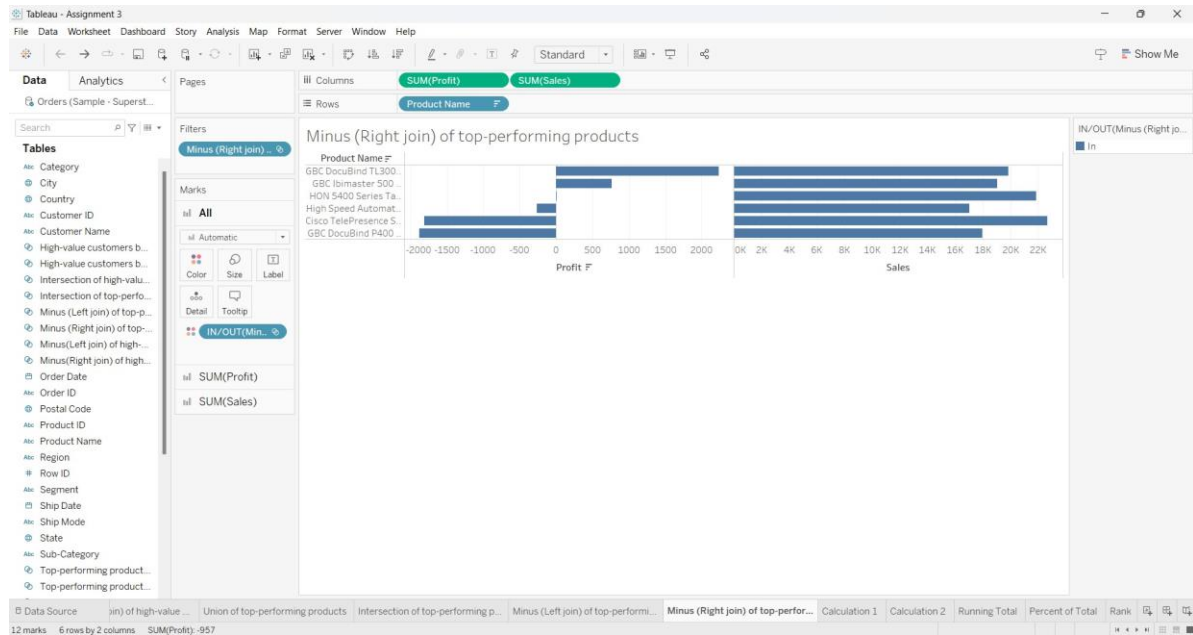 Tableau - Assignment 3
File Data Worksheet Dashboard Story Analysis Map Format Server Window Help
Standard
Show Me
Data Analytics
Orders (Sample - Superst...
Search
Tables
Category
City
Country
Customer ID
Customer Name
High-value customers b...
High-value customers b...
Intersection of high-valu...
Intersection of top-perfo...
Minus (Left join) of top-p...
Minus (Right join) of top-...
Minus(Left join) of high-...
Minus(Right join) of high...
Order Date
Abc Order ID
Postal Code
Abc Product ID
Abc Product Name
Abc Region
# Row ID
Abc Segment
Ship Date
Abc Ship Mode
State
Abc Sub-Category
Top-performing product...
Top-performing product...
Pages
Filters
Minus (Right join) ..
Marks
All
Automatic
Color Size Label
Detail Tooltip
IN/OUT(Min..
SUM(Profit)
SUM(Sales)
Columns SUM(Profit) SUM(Sales)
Rows Product Name
Minus (Right join) of top-performing products
Product Name
GBC DocuBind TL300..
GBC Ibimaster 500 ..
HON 5400 Series Ta..
High Speed Automat..
Cisco TelePresence S..
GBC DocuBind P400 ..
-2000 -1500 -1000 -500 0 500 1000 1500 2000
Profit
0K 2K 4K 6K 8K 10K 12K 14K 16K 18K 20K 22K
Sales
IN/OUT(Minus (Right jo...
In
Data Source oin) of high-value ... Union of top-performing products Intersection of top-performing p... Minus (Left join) of top-performi... Minus (Right join) of top-perfor... Calculation 1 Calculation 2 Running Total Percent of Total Rank
12 marks 6 rows by 2 columns SUM(Profit): -957